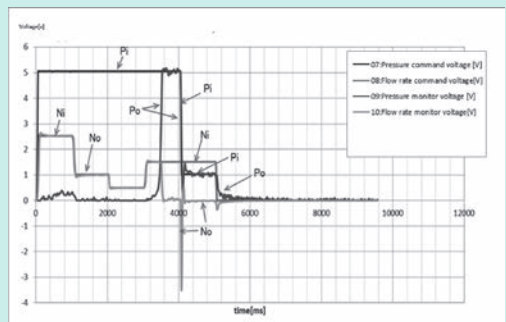 Voltage[v]
6
5
4
3
2
1
0
-1
-2
-3
-4
0
2000
4000
6000
8000
10000
12000
time[ms]
Pi
Pi
Po
Ni
Ni
No
Pi
Po
No
07:Pressure command voltage [V]
08:Flow rate command voltage[V]
09:Pressure monitor voltage [V]
10:Flow rate monitor voltage[V]